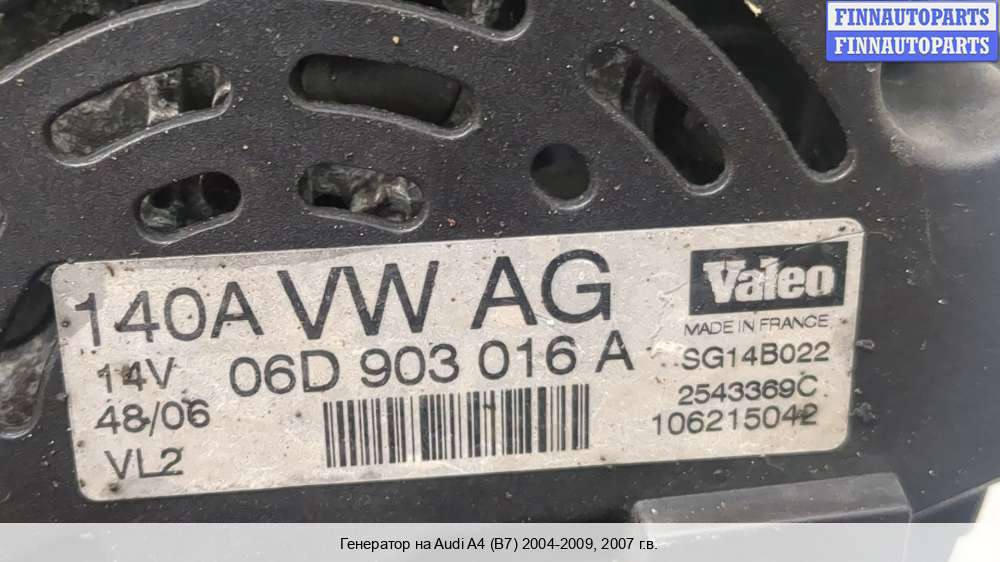 FINNAUTOPARTS
FINNAUTOPARTS
140A VW AG
Valeo
MADE IN FRANCE
14V 06D 903 016 A
SG14B022
48/06
2543369C
VL2
106215042
Генератор на Audi A4 (B7) 2004-2009, 2007 г.в.